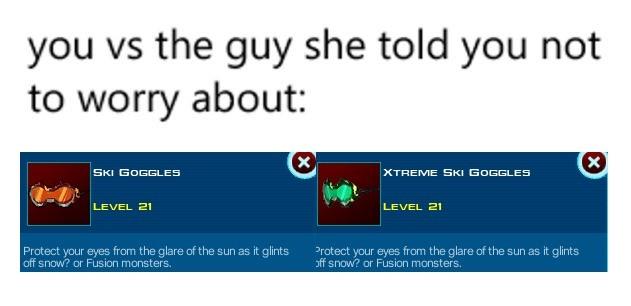 you vs the guy she told you not
to worry about:
SKI GOGGLES
LEVEL 21
Protect your eyes from the glare of the sun as it glints
off snow? or Fusion monsters.
XTREME SKI GOGGLES
LEVEL 21
Protect your eyes from the glare of the sun as it glints
off snow? or Fusion monsters.